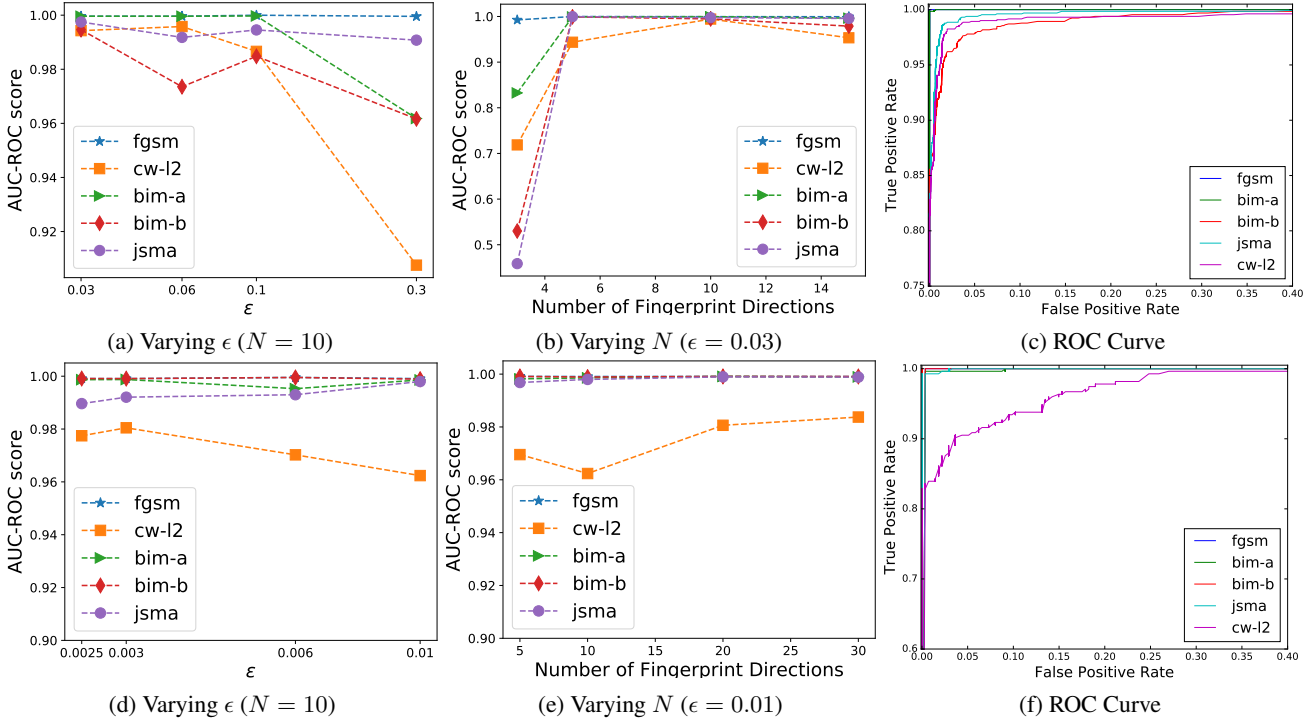 1.00
0.98
0.96
0.94
0.92
AUC-ROC score
fgsm
cw-l2
bim-a
bim-b
jsma
0.03
0.06
0.1
0.3
ε
(a) Varying ϵ (N = 10)
1.0
0.9
0.8
0.7
0.6
0.5
AUC-ROC score
fgsm
cw-l2
bim-a
bim-b
jsma
4
6
8
10
12
14
Number of Fingerprint Directions
(b) Varying N (ϵ = 0.03)
1.00
0.95
0.90
0.85
0.80
0.75
True Positive Rate
fgsm
bim-a
bim-b
jsma
cw-l2
0.00
0.05
0.10
0.15
0.20
0.25
0.30
0.35
0.40
False Positive Rate
(c) ROC Curve
1.00
0.98
0.96
0.94
0.92
0.90
AUC-ROC score
fgsm
cw-l2
bim-a
bim-b
jsma
0.0025
0.003
0.006
0.01
ε
(d) Varying ϵ (N = 10)
1.00
0.98
0.96
0.94
0.92
0.90
AUC-ROC score
fgsm
cw-l2
bim-a
bim-b
jsma
5
10
15
20
25
30
Number of Fingerprint Directions
(e) Varying N (ϵ = 0.01)
1.0
0.9
0.8
0.7
0.6
True Positive Rate
fgsm
bim-a
bim-b
jsma
cw-l2
0.00
0.05
0.10
0.15
0.20
0.25
0.30
0.35
0.40
False Positive Rate
(f) ROC Curve